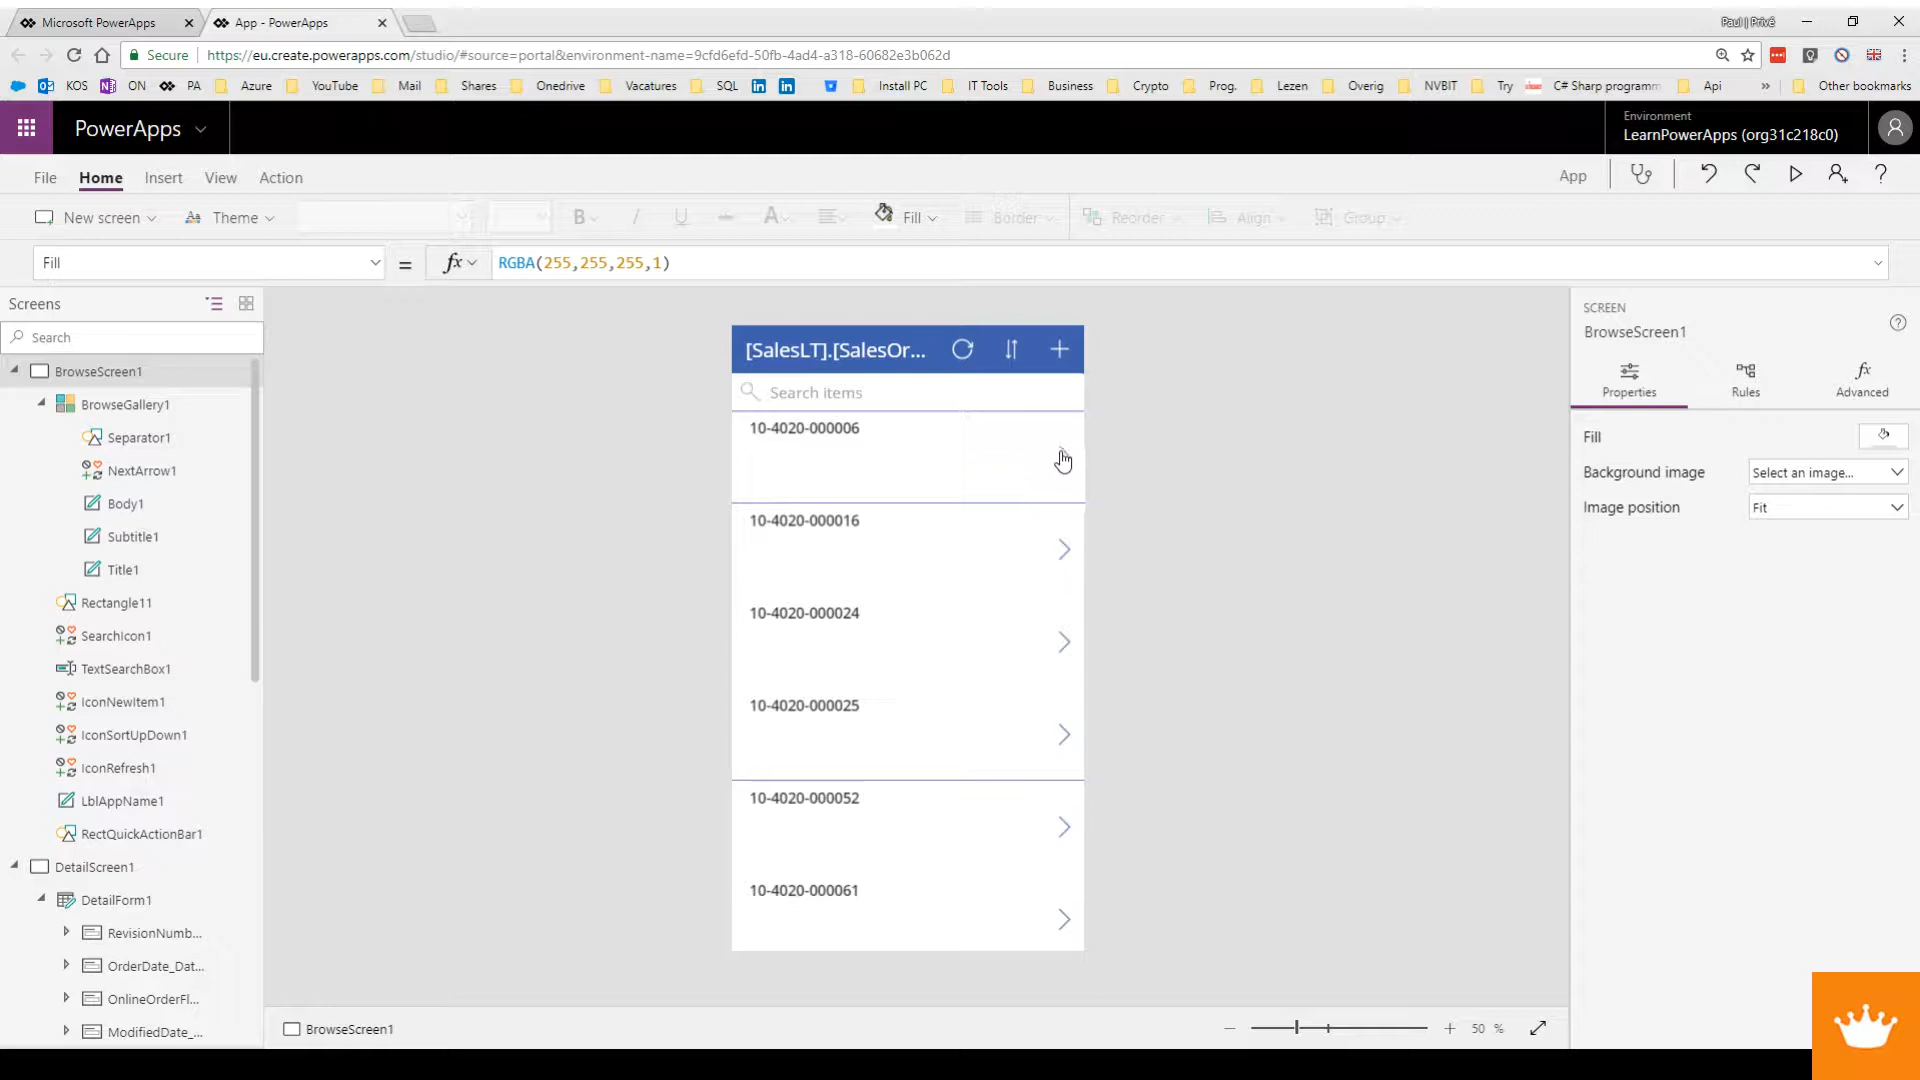 Microsoft PowerApps
App - PowerApps
Paul | Privé
Secure https://eu.create.powerapps.com/studio/#source=portal&environment-name=9cfd6efd-50fb-4ad4-a318-60682e3b062d
KOS ON PA Azure YouTube Mail Shares Onedrive Vacatures SQL Install PC IT Tools Business Crypto Prog. Lezen Overig NVBIT Try C# Sharp programm Api » Other bookmarks
PowerApps
Environment
LearnPowerApps (org31c218c0)
File Home Insert View Action App
New screen Theme B I U A Fill Border Reorder Align Group
Fill = fx RGBA(255,255,255,1)
Screens
Search
BrowseScreen1
BrowseGallery1
Separator1
NextArrow1
Body1
Subtitle1
Title1
Rectangle11
SearchIcon1
TextSearchBox1
IconNewItem1
IconSortUpDown1
IconRefresh1
LblAppName1
RectQuickActionBar1
DetailScreen1
DetailForm1
RevisionNumb...
OrderDate_Dat...
OnlineOrderFl...
ModifiedDate_...
[SalesLT].[SalesOr...
Search items
10-4020-000006
10-4020-000016
10-4020-000024
10-4020-000025
10-4020-000052
10-4020-000061
BrowseScreen1
50 %
SCREEN
BrowseScreen1
Properties Rules Advanced
Fill
Background image Select an image...
Image position Fit